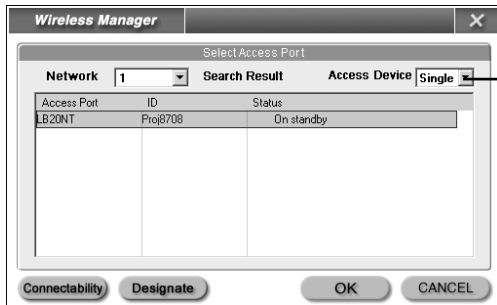 Wireless Manager
Select Access Port
Network 1 Search Result Access Device Single
Access Port ID Status
LB20NT Proj8708 On standby
Connectability Designate OK CANCEL